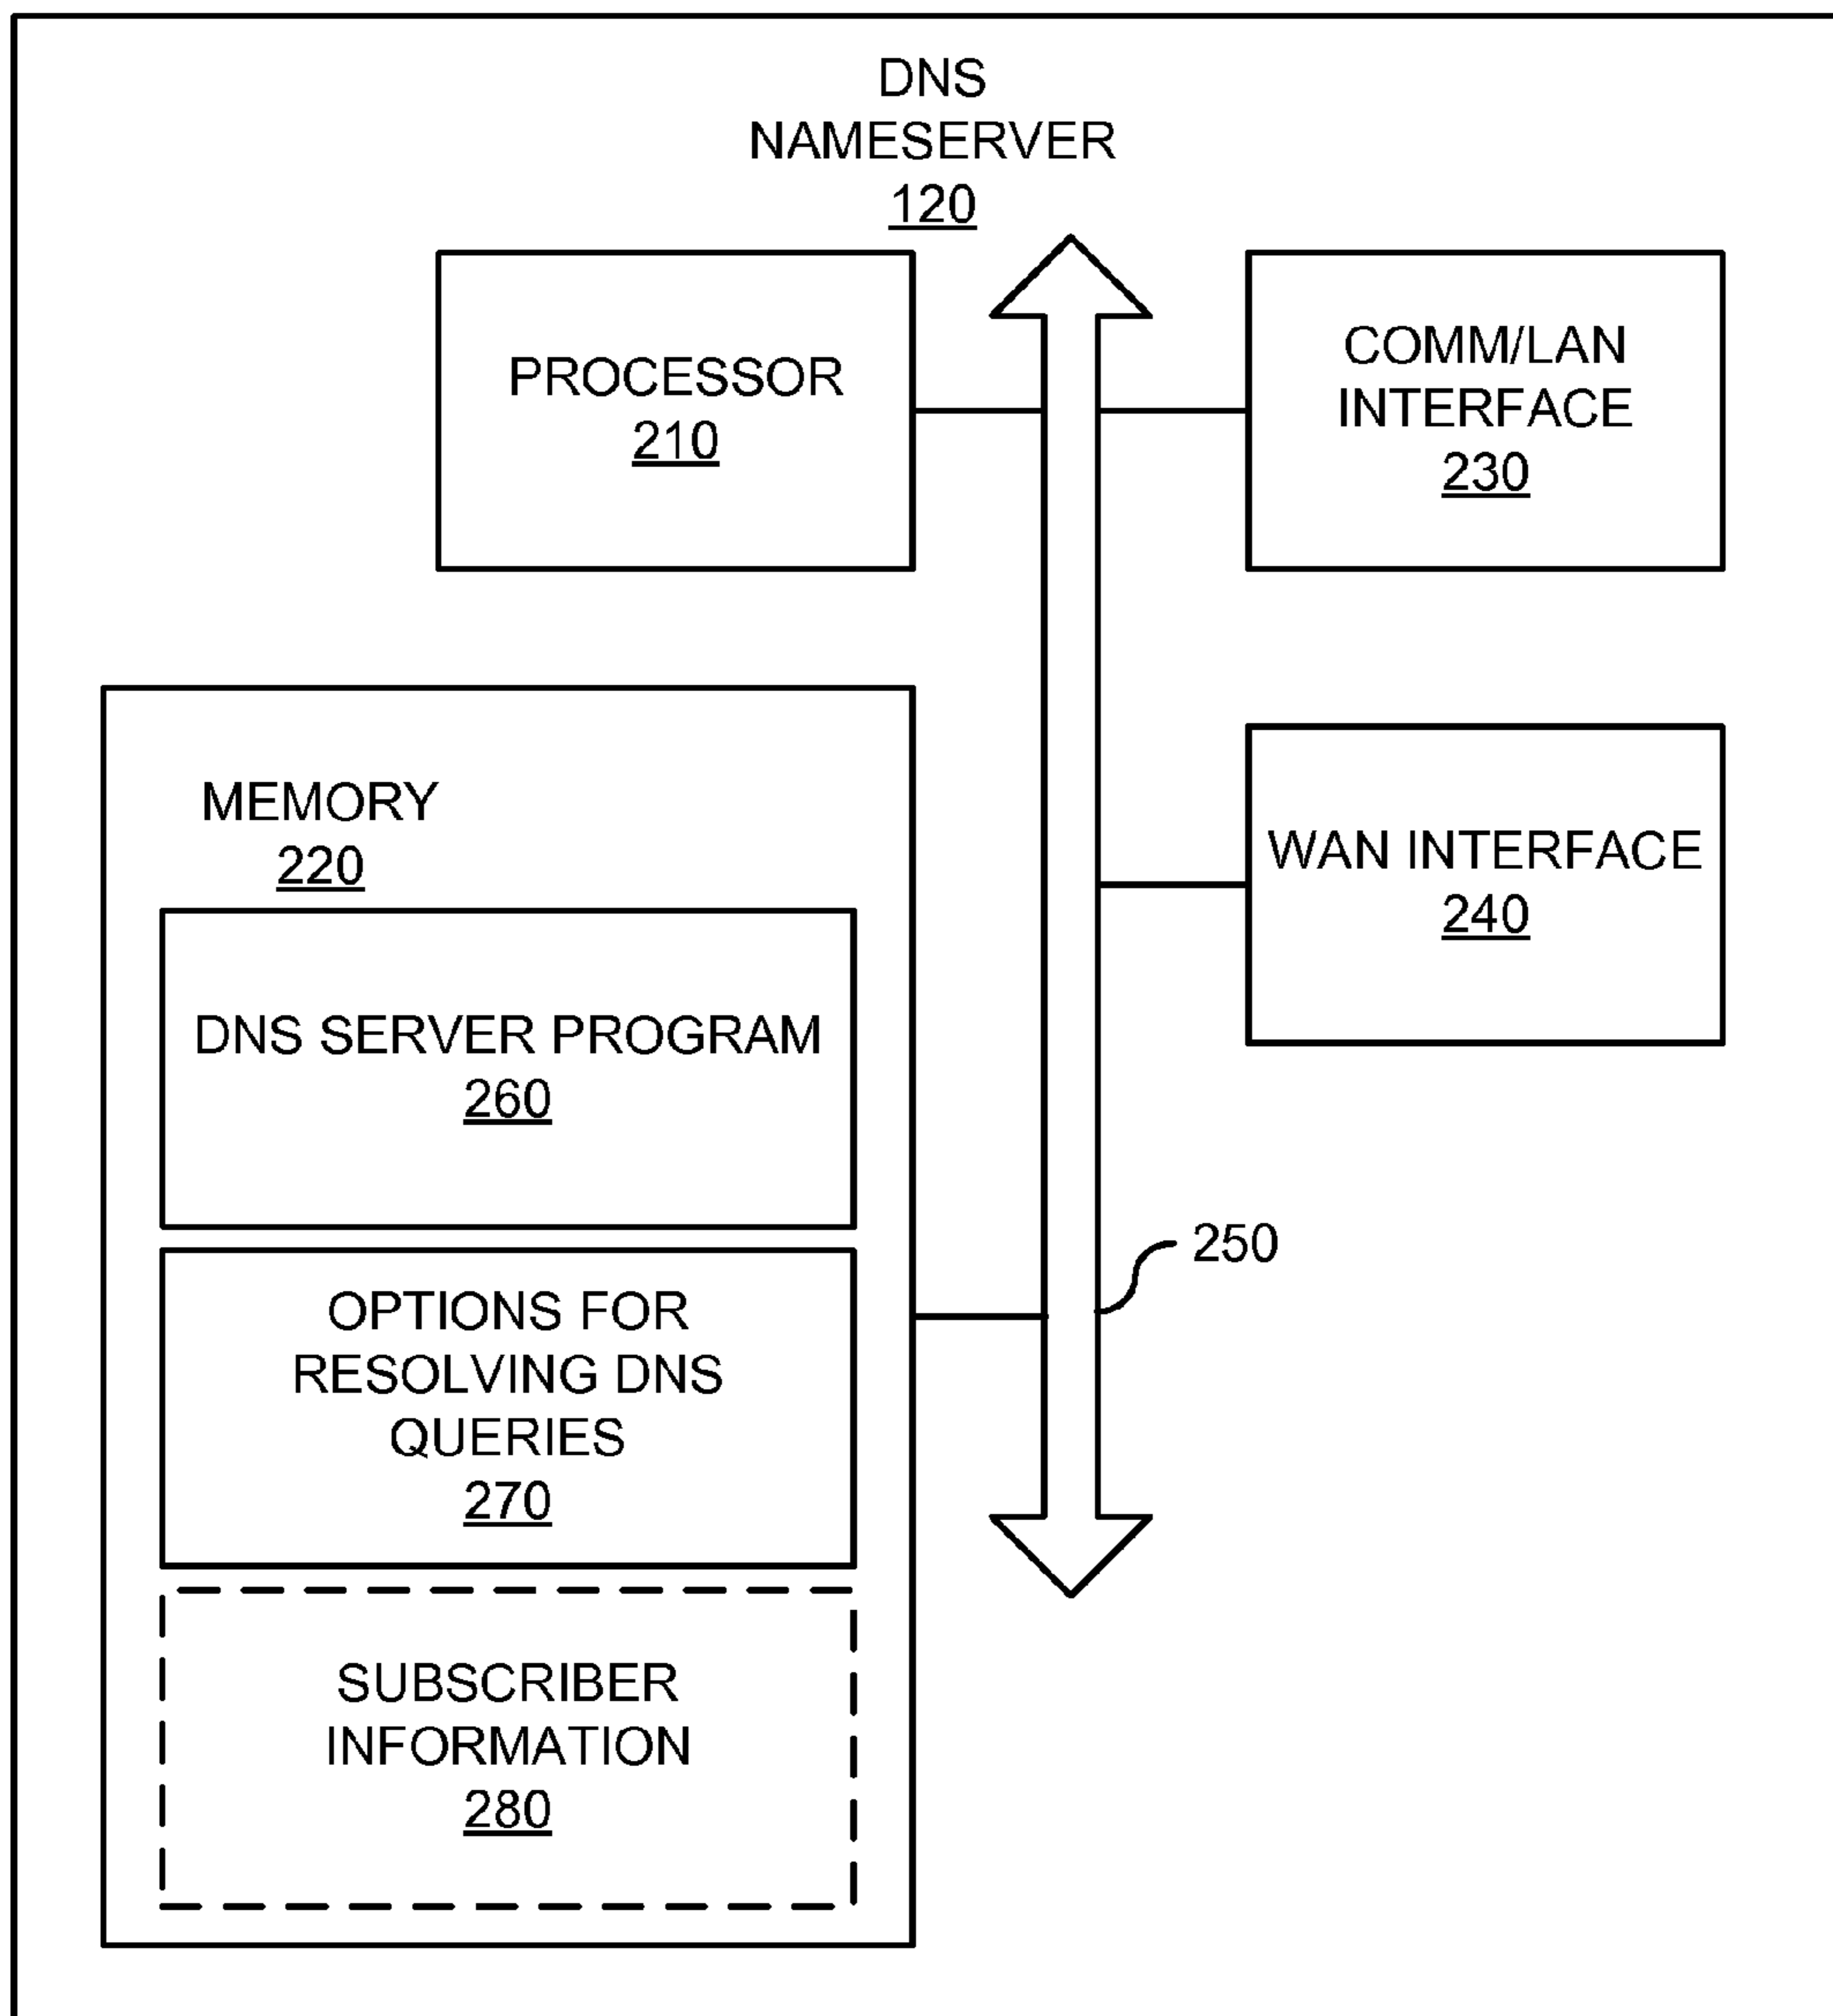 DNS
NAMESERVER
120
PROCESSOR
210
COMM/LAN
INTERFACE
230
MEMORY
220
WAN INTERFACE
240
DNS SERVER PROGRAM
260
250
OPTIONS FOR
RESOLVING DNS
QUERIES
270
SUBSCRIBER
INFORMATION
280